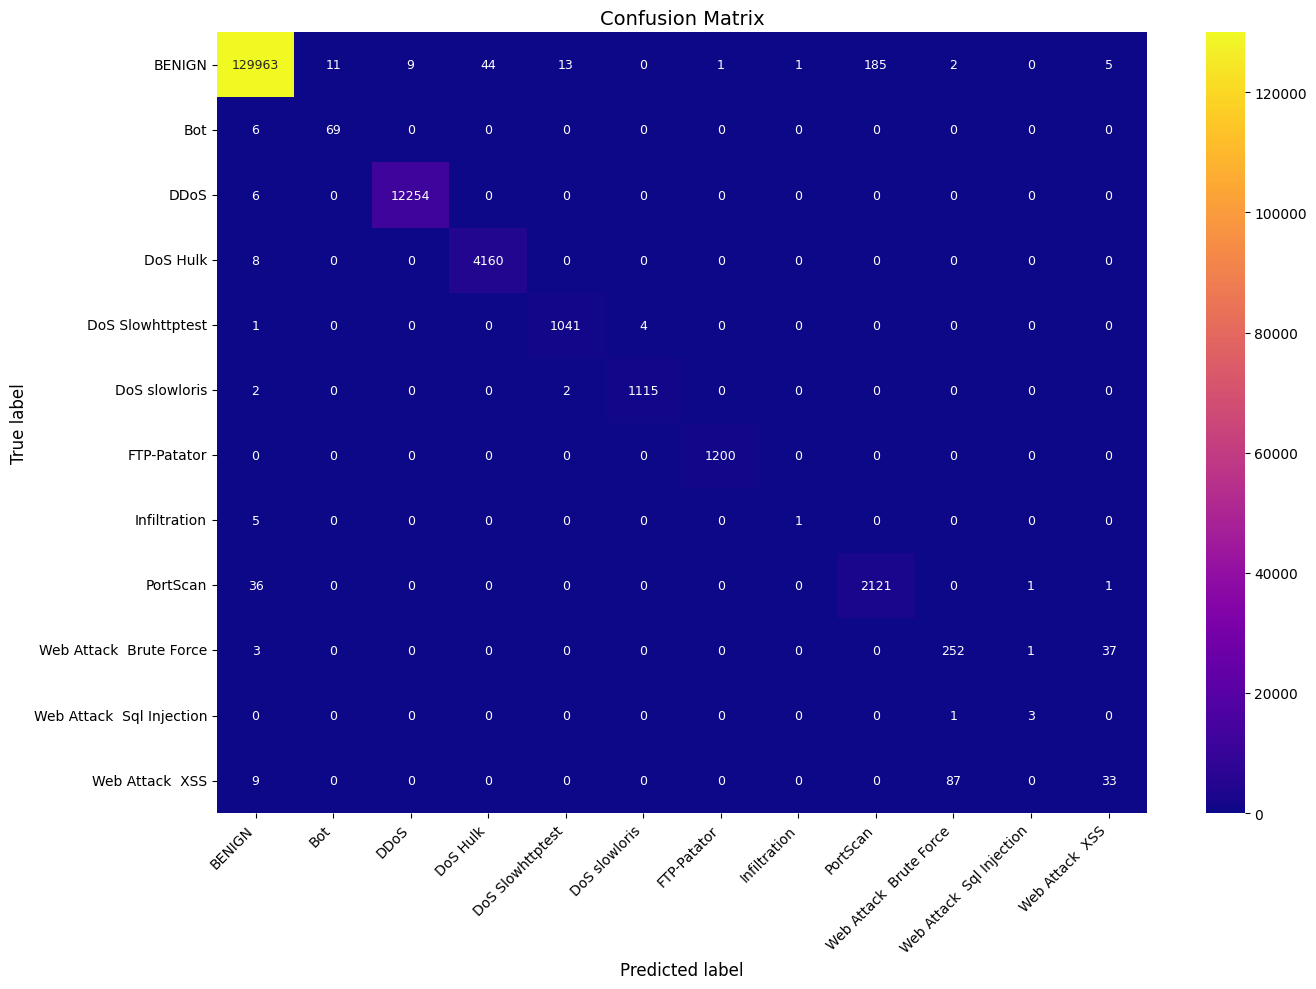 Confusion Matrix
BENIGN 129963 11 9 44 13 0 1 1 185 2 0 5
Bot 6 69 0 0 0 0 0 0 0 0 0 0
DDoS 6 0 12254 0 0 0 0 0 0 0 0 0
DoS Hulk 8 0 0 4160 0 0 0 0 0 0 0 0
DoS Slowhttptest 1 0 0 0 1041 4 0 0 0 0 0 0
DoS slowloris 2 0 0 0 2 1115 0 0 0 0 0 0
FTP-Patator 0 0 0 0 0 0 1200 0 0 0 0 0
Infiltration 5 0 0 0 0 0 0 1 0 0 0 0
PortScan 36 0 0 0 0 0 0 0 2121 0 1 1
Web Attack  Brute Force 3 0 0 0 0 0 0 0 0 252 1 37
Web Attack  Sql Injection 0 0 0 0 0 0 0 0 0 1 3 0
Web Attack  XSS 9 0 0 0 0 0 0 0 0 87 0 33
BENIGN
Bot
DDoS
DoS Hulk
DoS Slowhttptest
DoS slowloris
FTP-Patator
Infiltration
PortScan
Web Attack  Brute Force
Web Attack  Sql Injection
Web Attack  XSS
Predicted label
True label
120000
100000
80000
60000
40000
20000
0